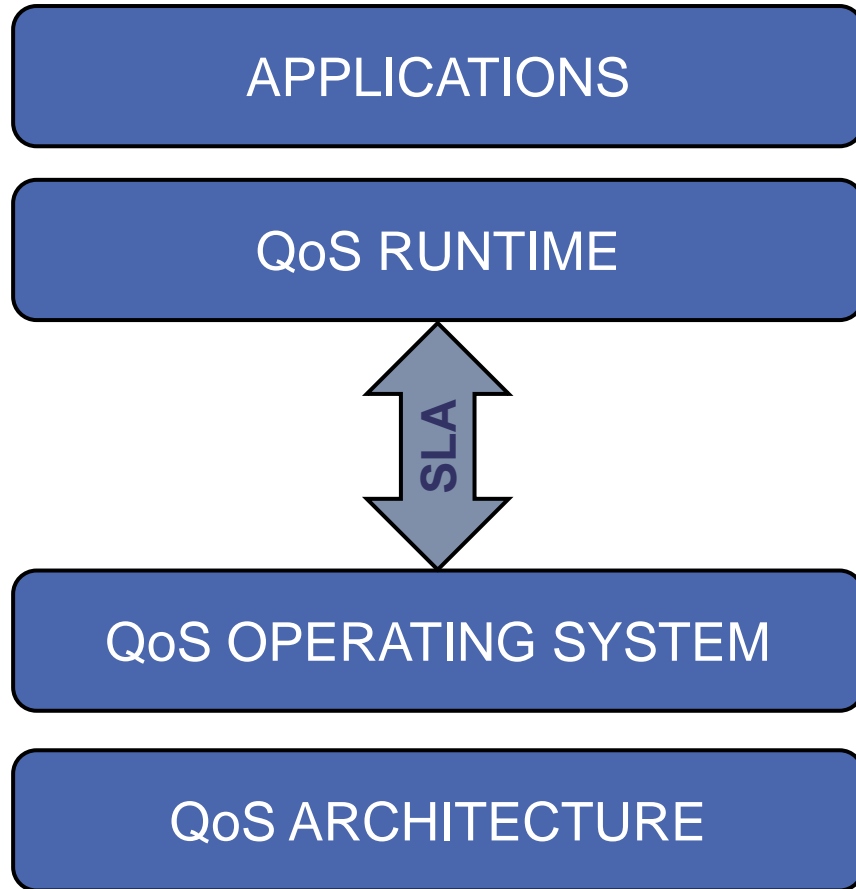 APPLICATIONS
QoS RUNTIME
SLA
QoS OPERATING SYSTEM
QoS ARCHITECTURE